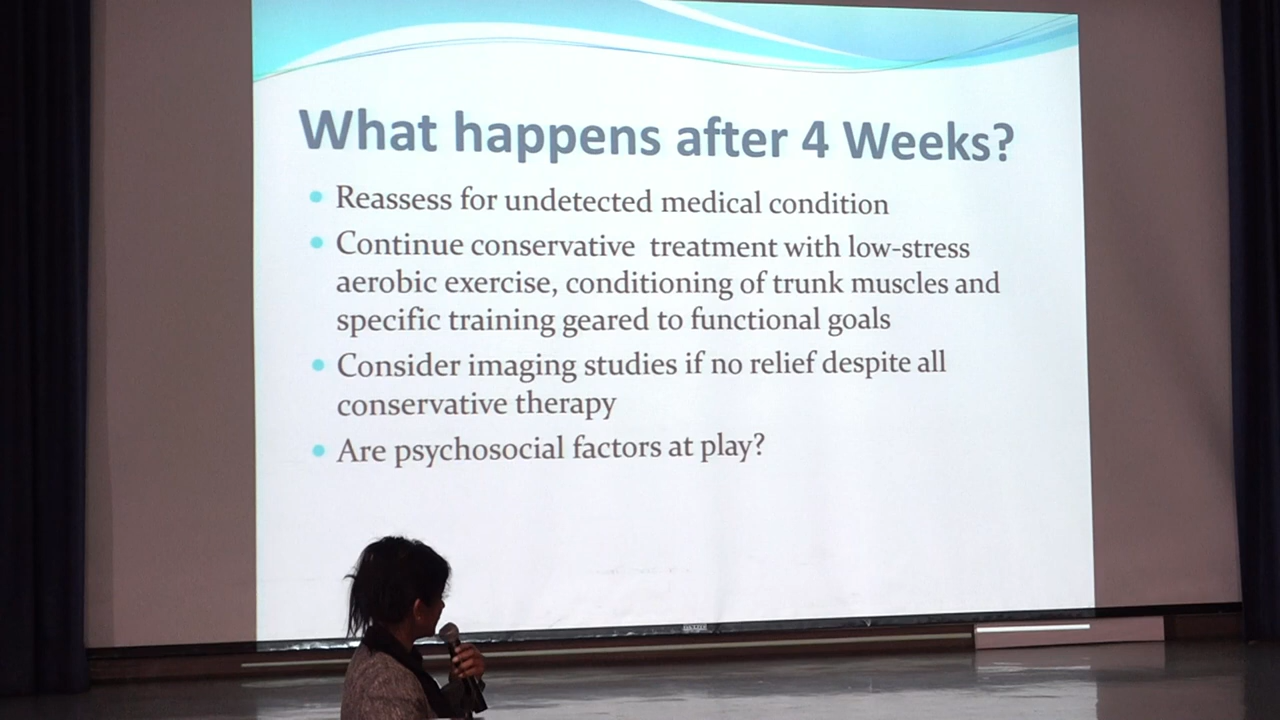 What happens after 4 Weeks?
Reassess for undetected medical condition
Continue conservative treatment with low-stress
aerobic exercise, conditioning of trunk muscles and
specific training geared to functional goals
Consider imaging studies if no relief despite all
conservative therapy
Are psychosocial factors at play?